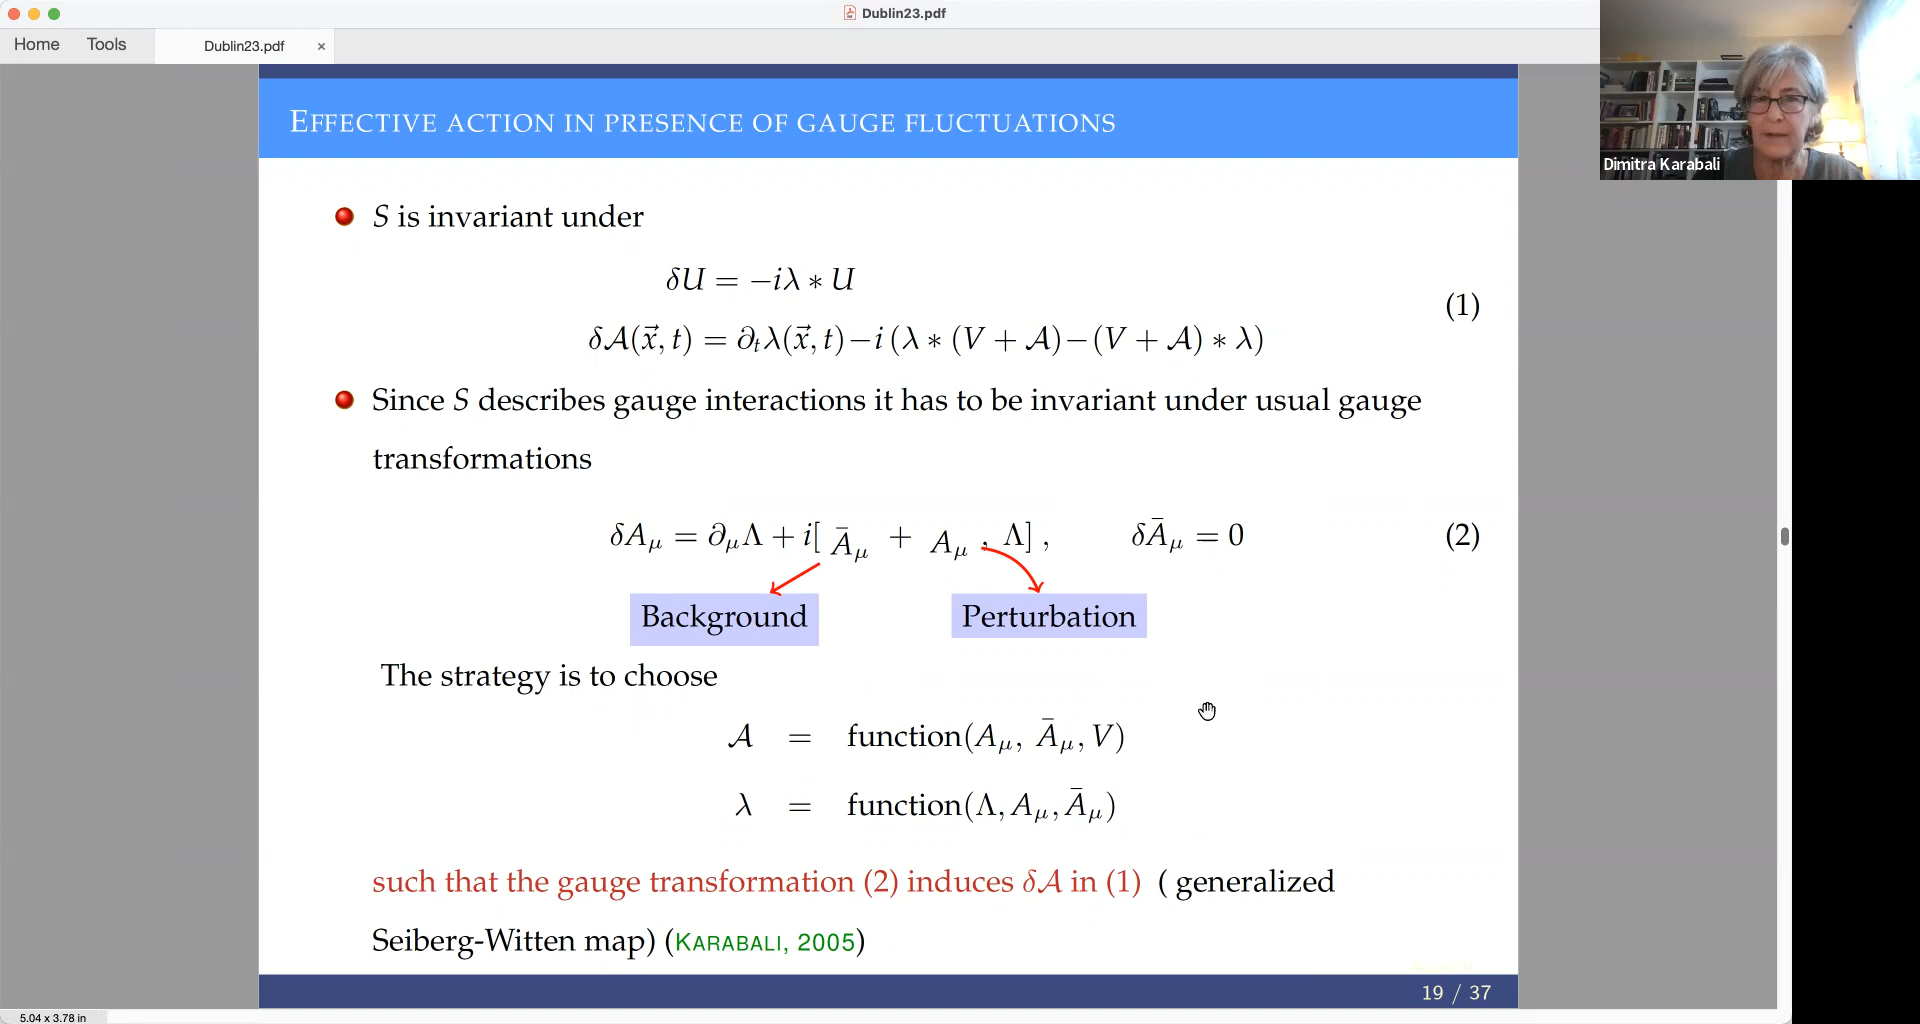 Dublin23.pdf
Home Tools Dublin23.pdf ×
Dimitra Karabali
EFFECTIVE ACTION IN PRESENCE OF GAUGE FLUCTUATIONS
S is invariant under
δU = −iλ ∗ U
δ𝒜(x⃗, t) = ∂ₜλ(x⃗, t) − i (λ ∗ (V + 𝒜) − (V + 𝒜) ∗ λ)
(1)
Since S describes gauge interactions it has to be invariant under usual gauge
transformations
δA_μ = ∂_μΛ + i[ Ā_μ + A_μ , Λ] , δĀ_μ = 0 (2)
Background Perturbation
The strategy is to choose
𝒜 = function(A_μ, Ā_μ, V)
λ = function(Λ, A_μ, Ā_μ)
such that the gauge transformation (2) induces δ𝒜 in (1) ( generalized
Seiberg-Witten map) (KARABALI, 2005)
19 / 37
5.04 x 3.78 in